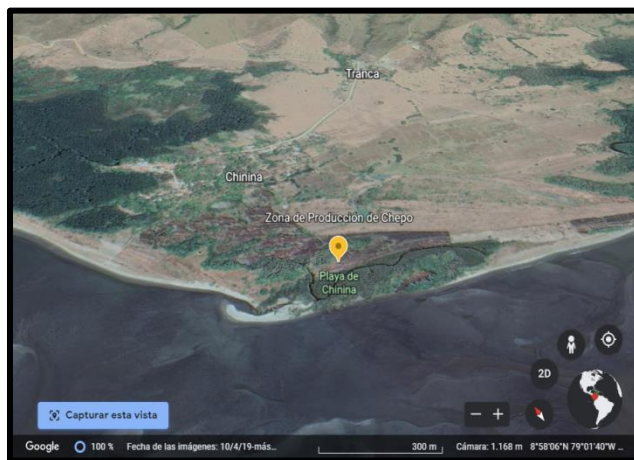 Tranca
Chinina
Zona de Producción de Chepo
Playa de
Chinina
2D
Capturar esta vista
Google 100 % Fecha de las imágenes: 10/4/19-más... 300 m Cámara: 1.168 m 8°58'06"N 79°01'40"W ...